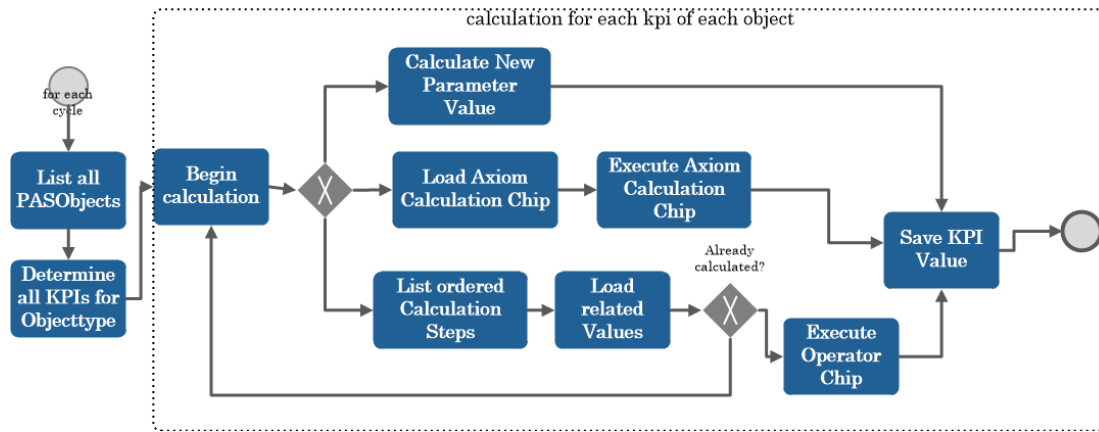 calculation for each kpi of each object
for each
cycle
List all
PASObjects
Determine
all KPIs for
Objecttype
Begin
calculation
Calculate New
Parameter
Value
Load Axiom
Calculation Chip
Execute Axiom
Calculation
Chip
List ordered
Calculation
Steps
Load
related
Values
Already
calculated?
Execute
Operator
Chip
Save KPI
Value